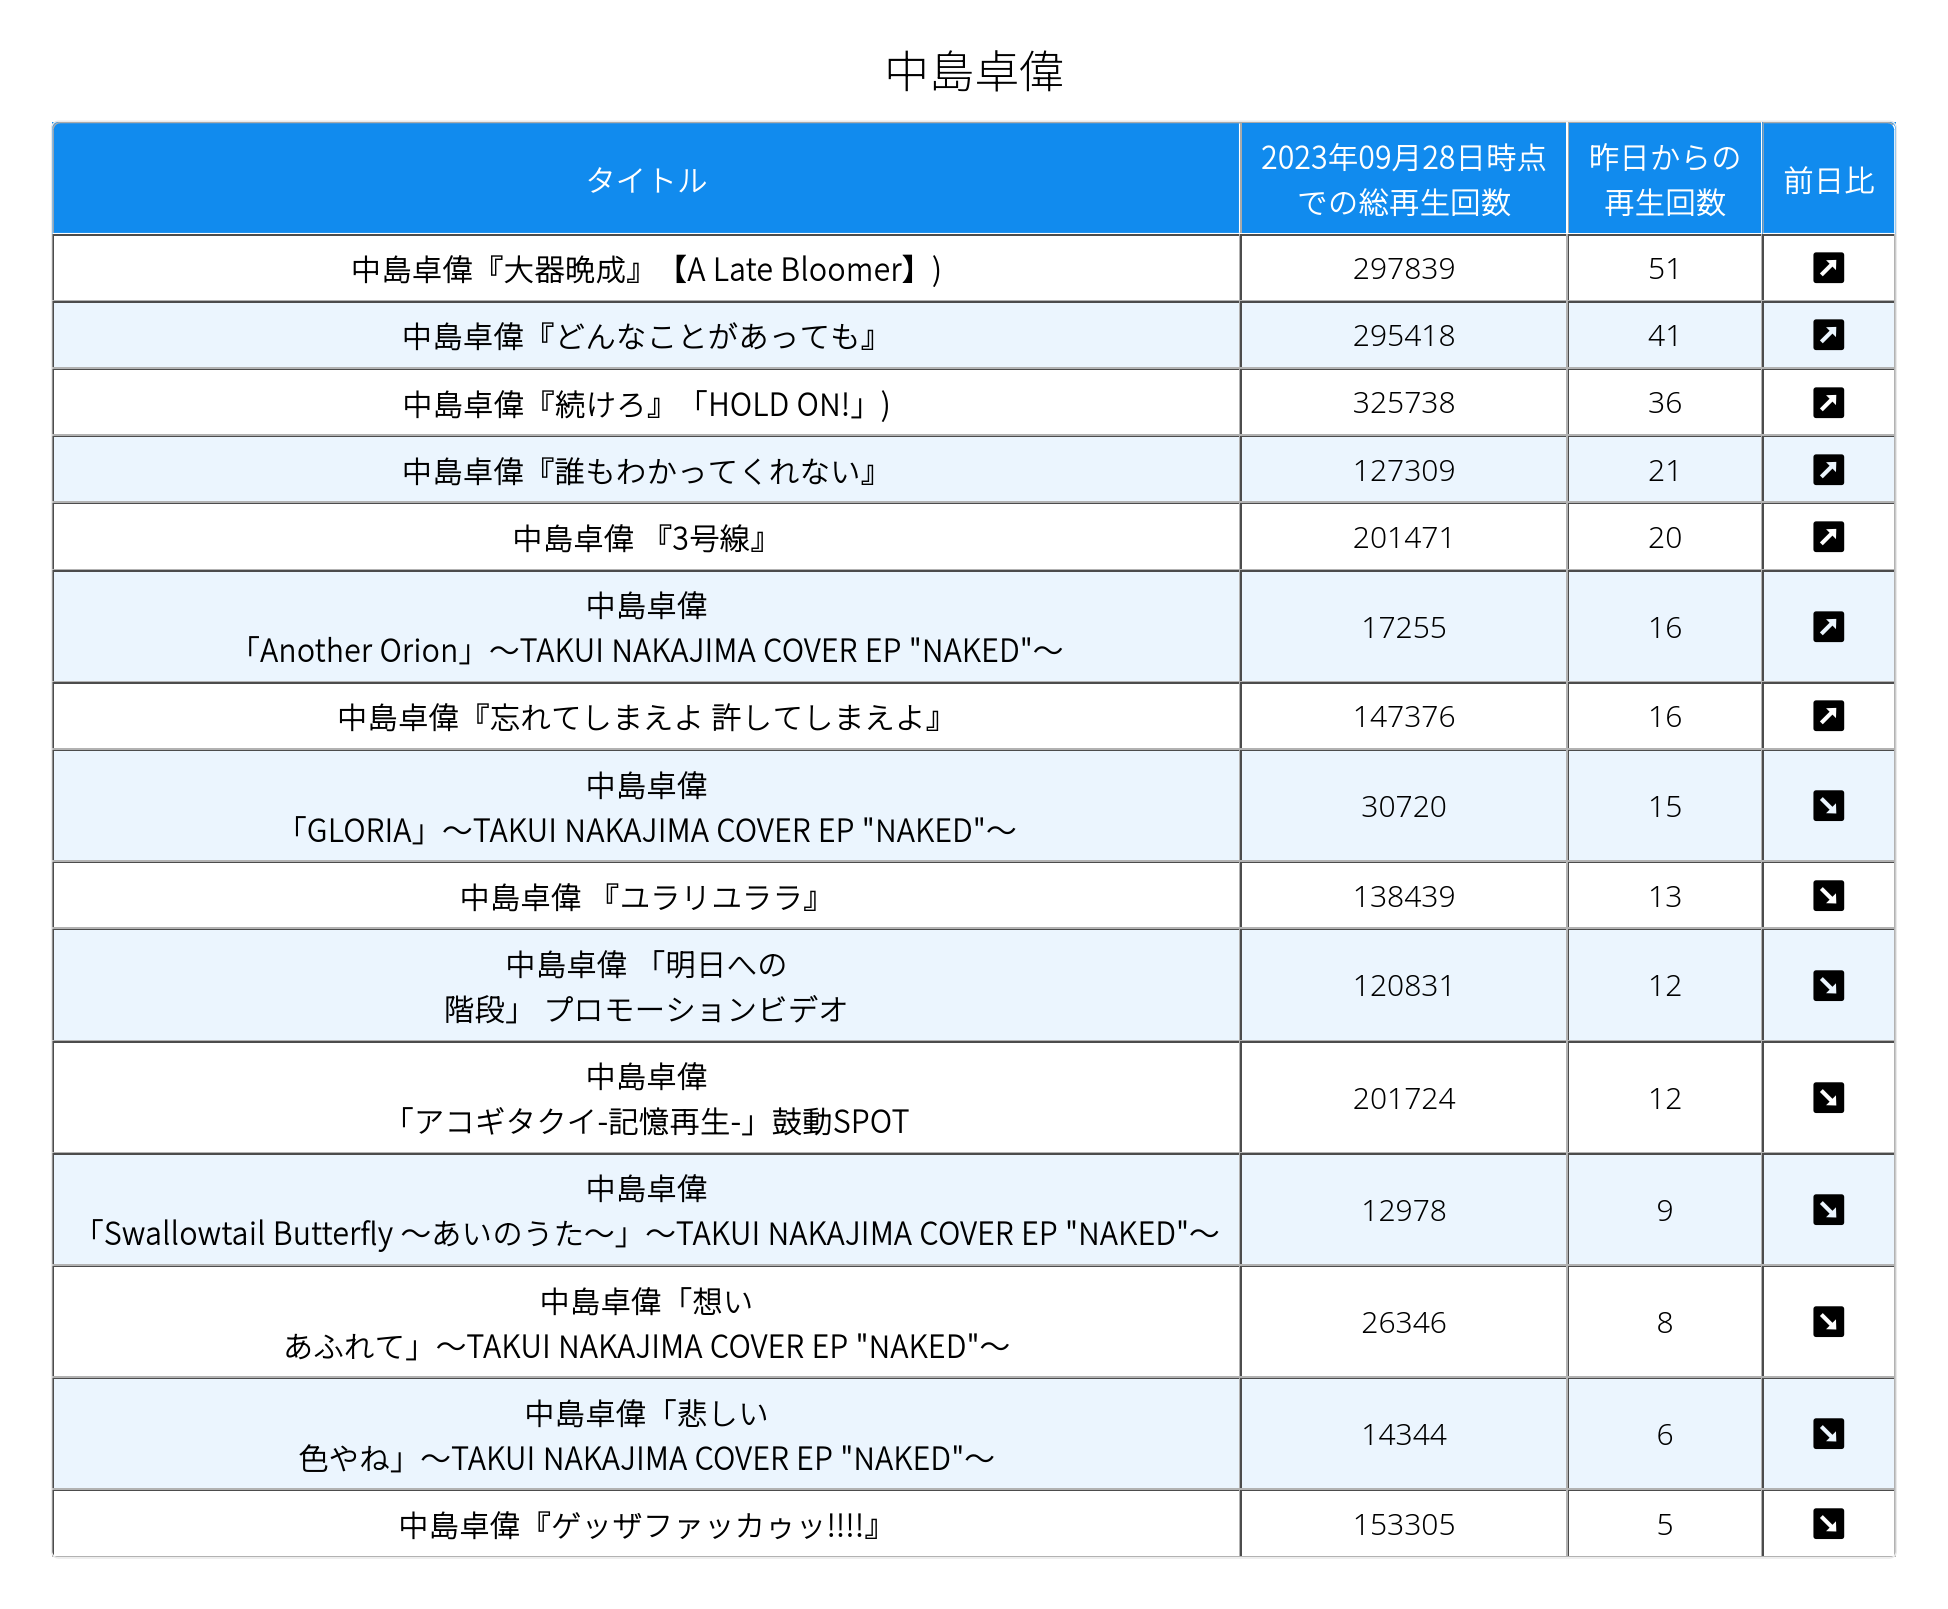 中島卓偉
タイトル
2023年09月28日時点
での総再生回数
昨日からの
再生回数
前日比
中島卓偉『大器晩成』【A Late Bloomer】)
297839
51
中島卓偉『どんなことがあっても』
295418
41
中島卓偉『続けろ』「HOLD ON!」)
325738
36
中島卓偉『誰もわかってくれない』
127309
21
中島卓偉 『3号線』
201471
20
中島卓偉
「Another Orion」〜TAKUI NAKAJIMA COVER EP "NAKED"〜
17255
16
中島卓偉『忘れてしまえよ 許してしまえよ』
147376
16
中島卓偉
「GLORIA」〜TAKUI NAKAJIMA COVER EP "NAKED"〜
30720
15
中島卓偉 『ユラリユララ』
138439
13
中島卓偉 「明日への
階段」 プロモーションビデオ
120831
12
中島卓偉
「アコギタクイ-記憶再生-」鼓動SPOT
201724
12
中島卓偉
「Swallowtail Butterfly 〜あいのうた〜」〜TAKUI NAKAJIMA COVER EP "NAKED"〜
12978
9
中島卓偉「想い
あふれて」〜TAKUI NAKAJIMA COVER EP "NAKED"〜
26346
8
中島卓偉「悲しい
色やね」〜TAKUI NAKAJIMA COVER EP "NAKED"〜
14344
6
中島卓偉『ゲッザファッカゥッ!!!!』
153305
5